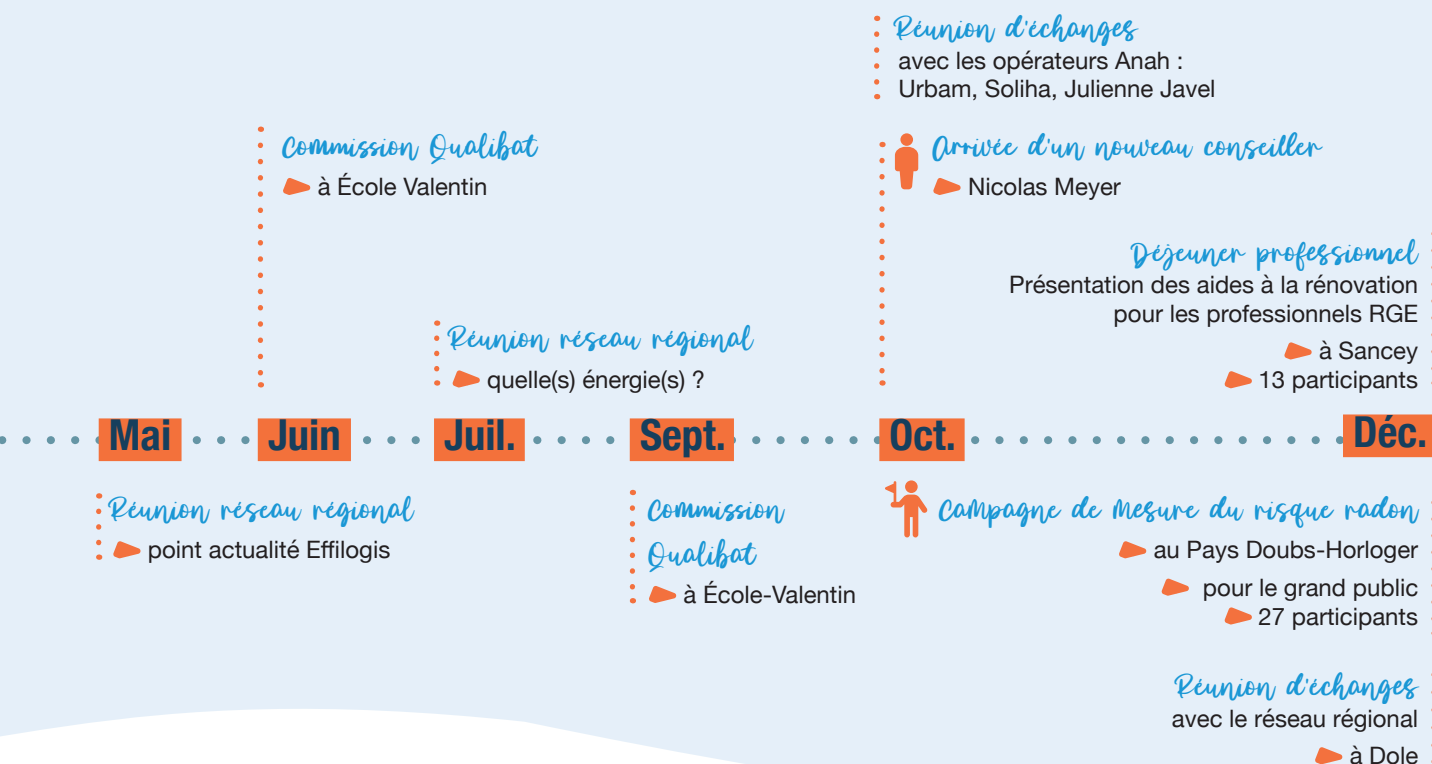 Réunion d'échanges
avec les opérateurs Anah :
Urbam, Soliha, Julienne Javel
Commission Qualibat
à École Valentin
Arrivée d'un nouveau conseiller
Nicolas Meyer
Déjeuner professionnel
Présentation des aides à la rénovation
pour les professionnels RGE
à Sancey
13 participants
Réunion réseau régional
quelle(s) énergie(s) ?
Mai
Juin
Juil.
Sept.
Oct.
Déc.
Réunion réseau régional
point actualité Effilogis
Commission
Qualibat
à École-Valentin
Campagne de mesure du risque radon
au Pays Doubs-Horloger
pour le grand public
27 participants
Réunion d'échanges
avec le réseau régional
à Dole